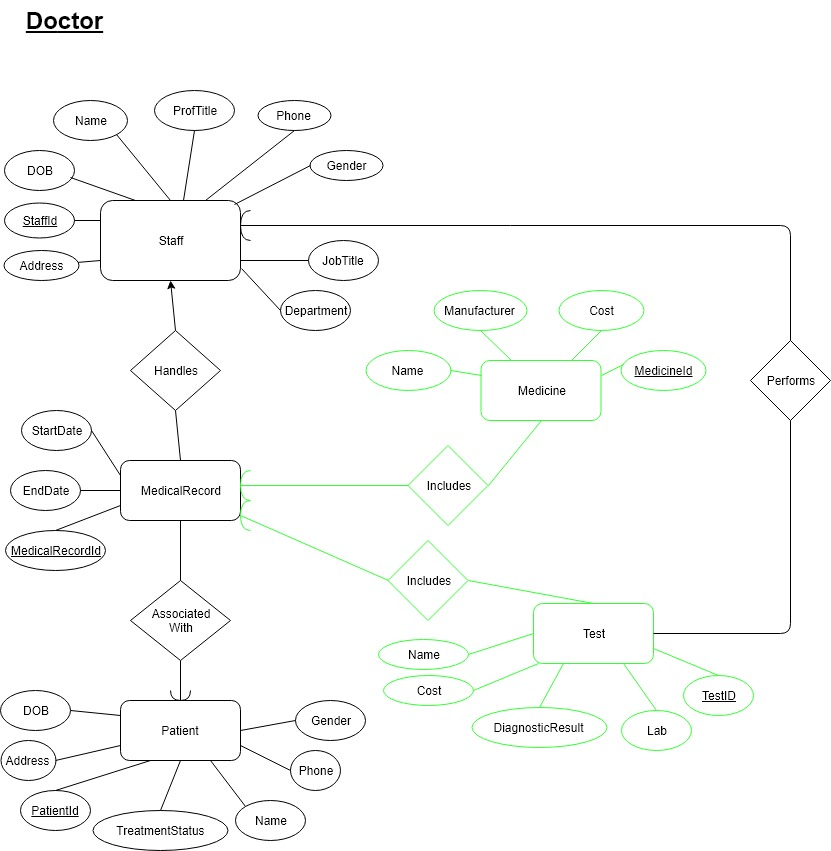 Doctor
Name
ProfTitle
Phone
DOB
Gender
StaffId
Staff
Address
JobTitle
Department
Handles
Manufacturer
Cost
Name
Medicine
MedicineId
Performs
StartDate
EndDate
MedicalRecord
Includes
MedicalRecordId
Includes
Associated
With
Test
Name
Cost
TestID
DiagnosticResult
Lab
DOB
Patient
Gender
Address
Phone
PatientId
TreatmentStatus
Name